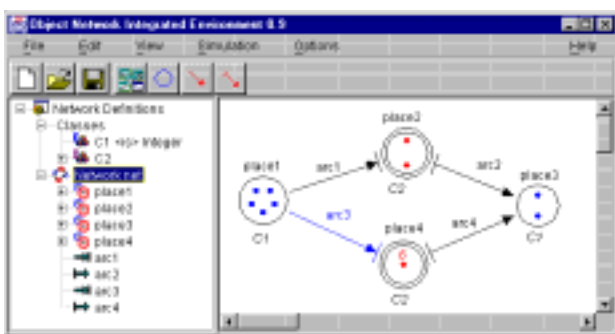 Object Network Integrated Environment 0.9
File Edit View Simulation Options Help
Network Definitions
Classes
C1 <is> Integer
C2
Network net
place1
place2
place3
place4
arc1
arc2
arc3
arc4
place2
place1 arc1 C2 arc2 place3
arc3 place4 arc4
C1 C2
C2